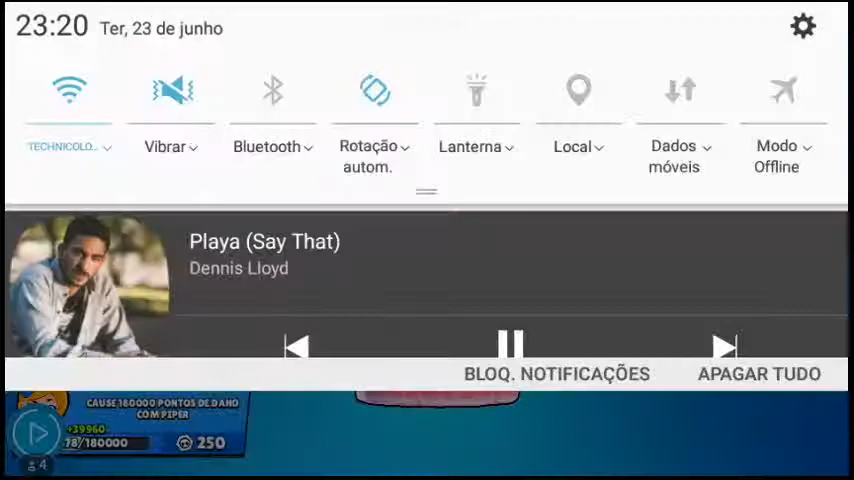 23:20 Ter, 23 de junho
TECHNICOLO...
Vibrar
Bluetooth
Rotação
autom.
Lanterna
Local
Dados
móveis
Modo
Offline
Playa (Say That)
Dennis Lloyd
BLOQ. NOTIFICAÇÕES
APAGAR TUDO
CAUSE 180000 PONTOS DE DANO
COM PIPER
+39960
78/180000
250
4